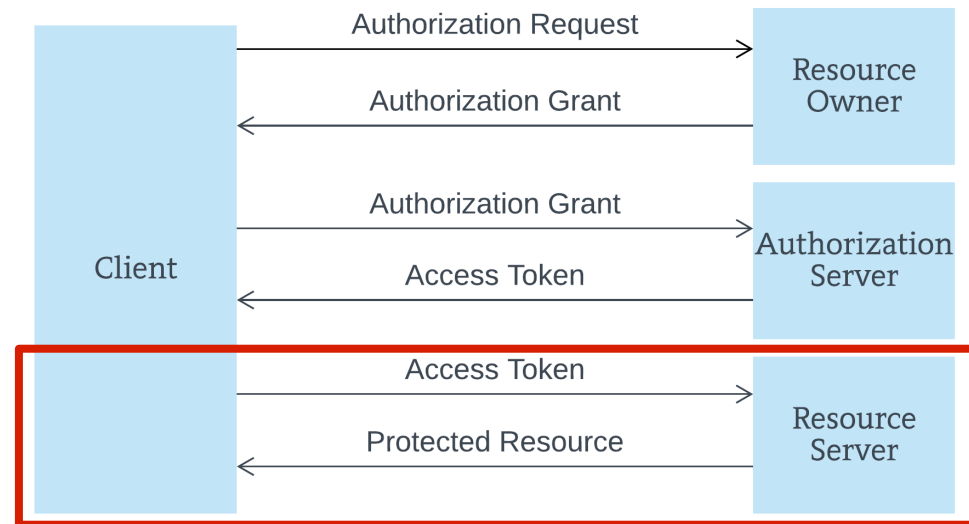 Authorization Request
Resource
Owner
Authorization Grant
Authorization Grant
Authorization
Server
Client
Access Token
Access Token
Resource
Server
Protected Resource